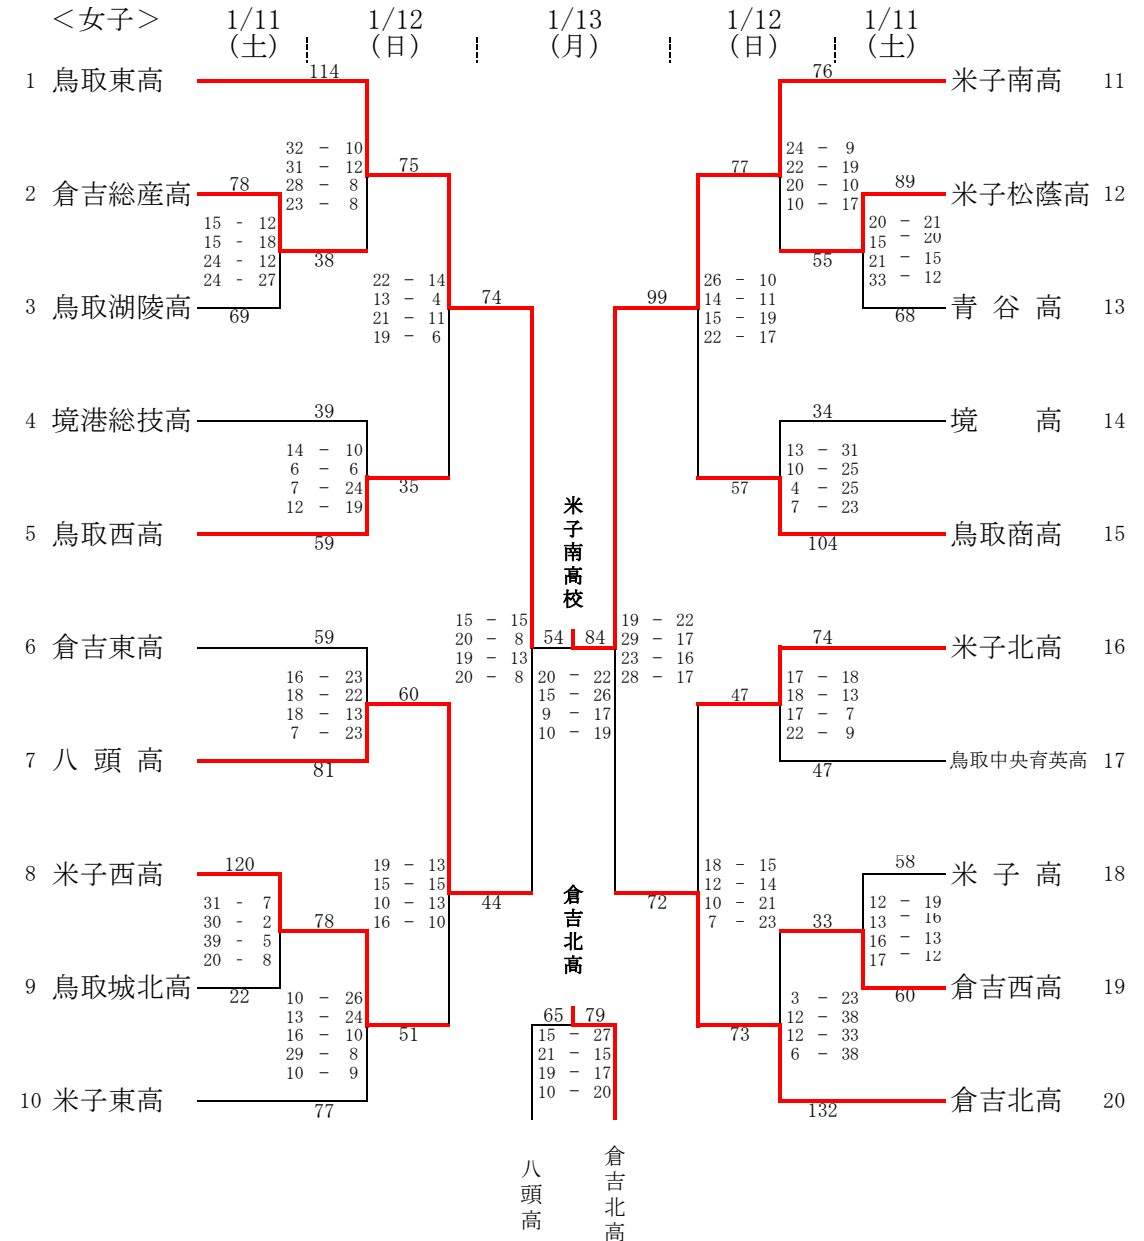 ＜女子＞ 1/11 1/12 1/13 1/12 1/11
(土) (日) (月) (日) (土)
1 鳥取東高 114
76 米子南高 11
32 － 10
31 － 12
28 － 8
23 － 8
75
77
24 － 9
22 － 19
20 － 10
10 － 17
2 倉吉総産高 78
89 米子松蔭高 12
15 - 12
15 - 18
24 - 12
24 - 27
38
55
20 － 21
15 － 20
21 － 15
33 － 12
3 鳥取湖陵高 69
68 青谷高 13
22 － 14
13 － 4
21 － 11
19 － 6
74
99
26 － 10
14 － 11
15 － 19
22 － 17
4 境港総技高 39
34 境高 14
14 － 10
6 － 6
7 － 24
12 － 19
35
57
13 － 31
10 － 25
4 － 25
7 － 23
5 鳥取西高 59
104 鳥取商高 15
米子南高校
15 － 15
20 － 8
19 － 13
20 － 8
54 84
19 － 22
29 － 17
23 － 16
28 － 17
20 － 22
15 － 26
9 － 17
10 － 19
6 倉吉東高 59
74 米子北高 16
16 － 23
18 － 22
18 － 13
7 － 23
60
47
17 － 18
18 － 13
17 － 7
22 － 9
7 八頭高 81
47 鳥取中央育英高 17
8 米子西高 120
58 米子高 18
19 － 13
15 － 15
10 － 13
16 － 10
44
72
18 － 15
12 － 14
10 － 21
7 － 23
31 - 7
30 - 2
39 - 5
20 - 8
78
33
12 － 19
13 － 16
16 － 13
17 － 12
倉吉北高
9 鳥取城北高 22
60 倉吉西高 19
10 － 26
13 － 24
16 － 10
29 － 8
10 － 9
51
73
3 － 23
12 － 38
12 － 33
6 － 38
65 79
15 － 27
21 － 15
19 － 17
10 － 20
10 米子東高 77
132 倉吉北高 20
八頭高
倉吉北高